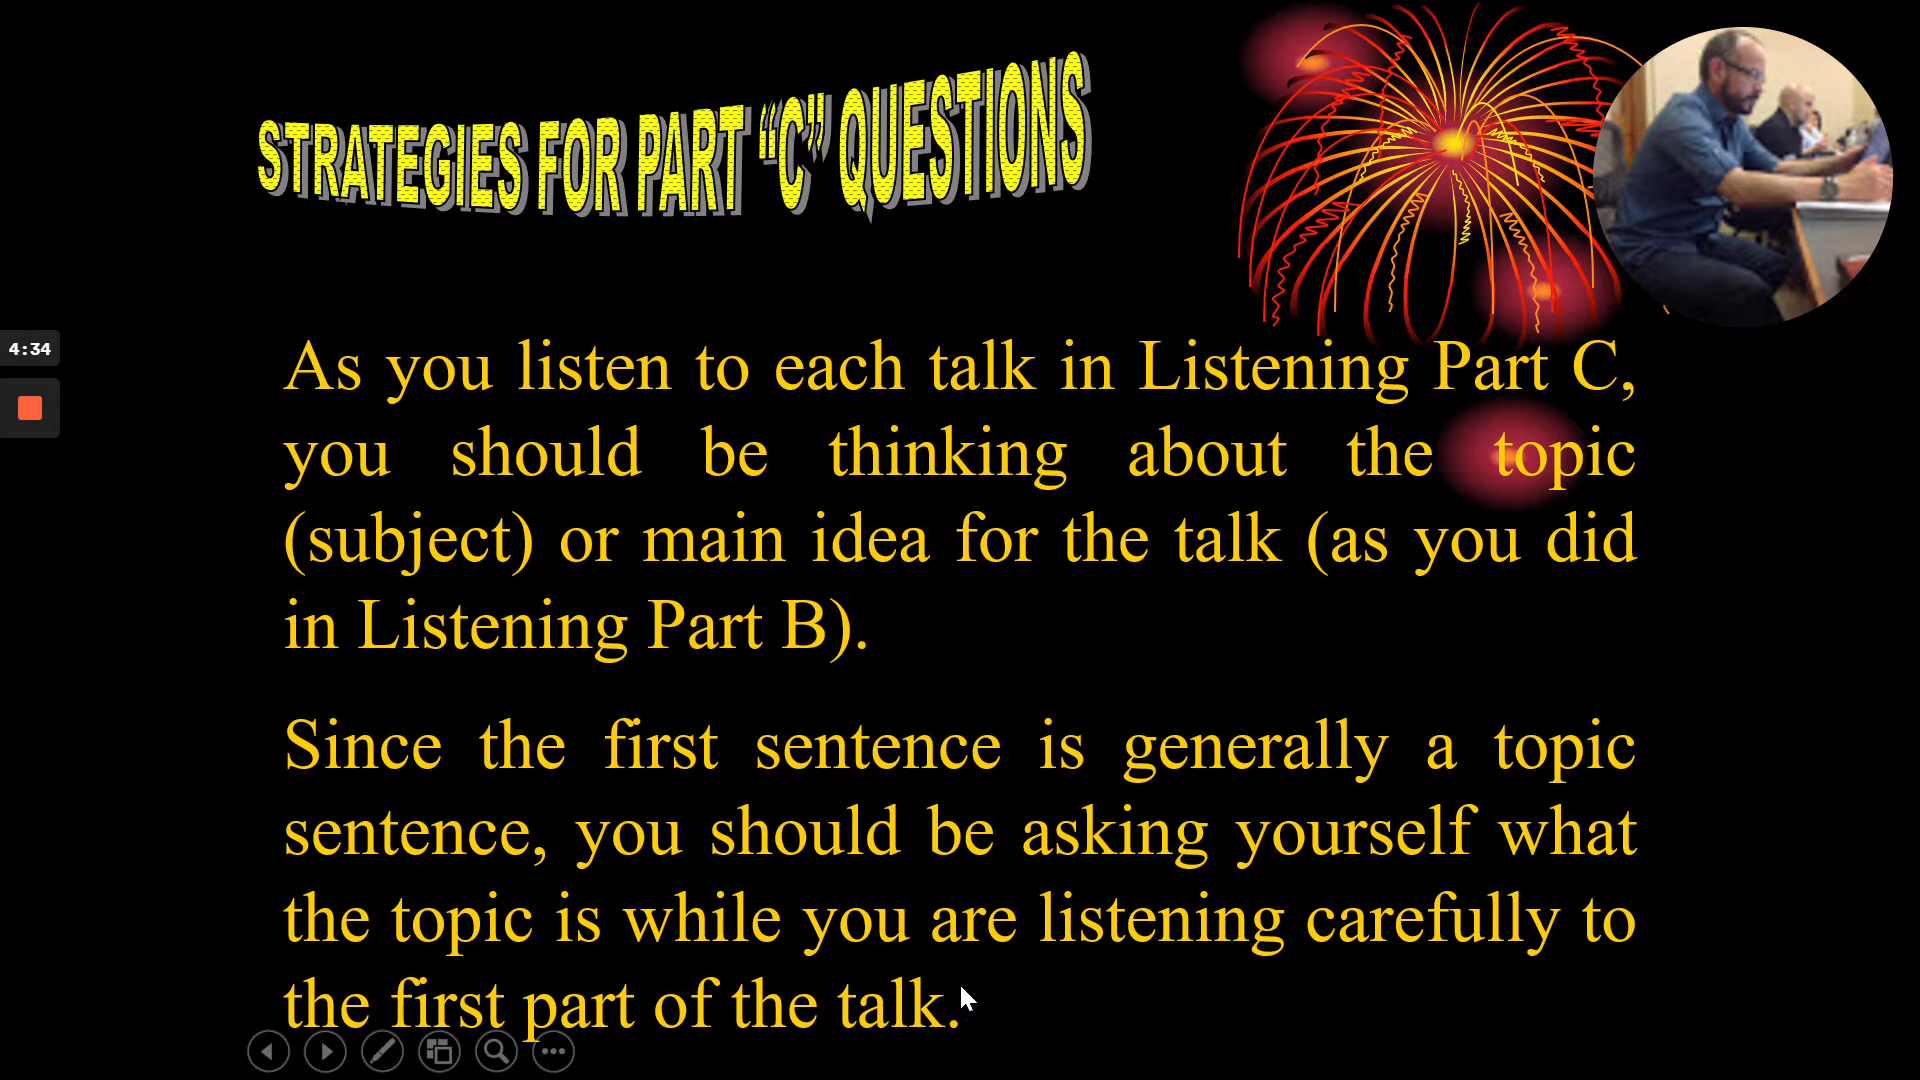 STRATEGIES FOR PART “C” QUESTIONS
4:34
As you listen to each talk in Listening Part C,
you should be thinking about the topic
(subject) or main idea for the talk (as you did
in Listening Part B).
Since the first sentence is generally a topic
sentence, you should be asking yourself what
the topic is while you are listening carefully to
the first part of the talk.